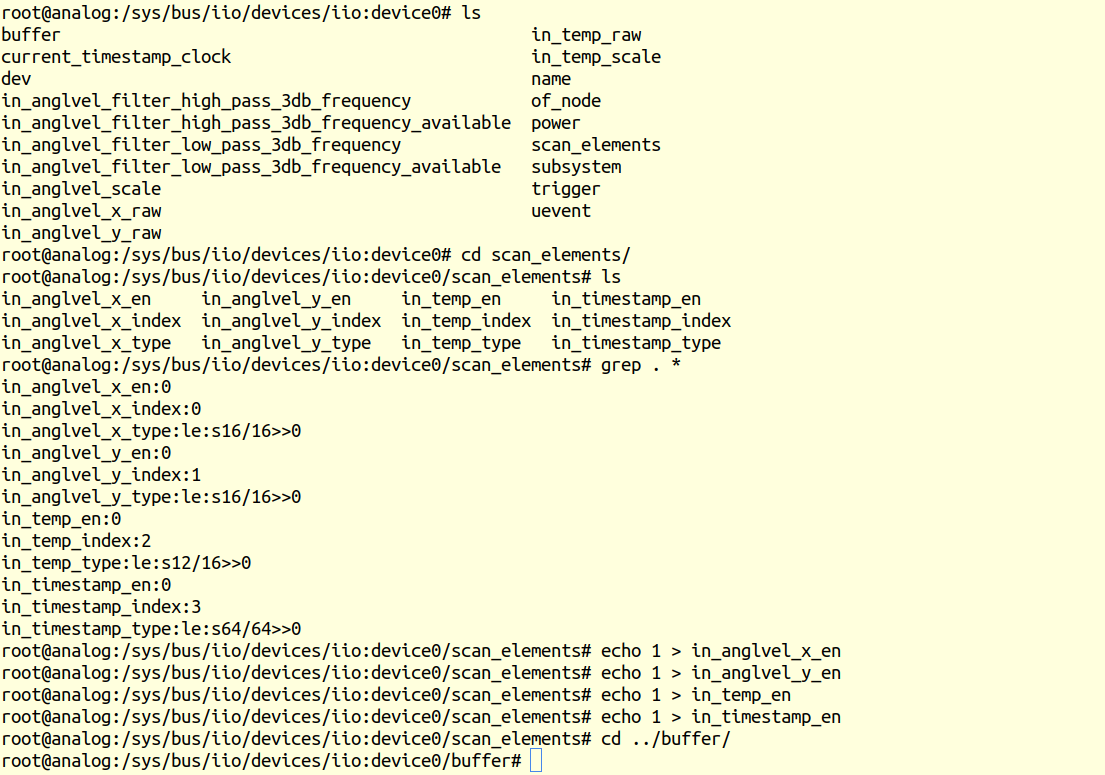 root@analog:/sys/bus/iio/devices/iio:device0# ls
buffer                                               in_temp_raw
current_timestamp_clock                              in_temp_scale
dev                                                  name
in_anglvel_filter_high_pass_3db_frequency            of_node
in_anglvel_filter_high_pass_3db_frequency_available  power
in_anglvel_filter_low_pass_3db_frequency             scan_elements
in_anglvel_filter_low_pass_3db_frequency_available   subsystem
in_anglvel_scale                                     trigger
in_anglvel_x_raw                                     uevent
in_anglvel_y_raw
root@analog:/sys/bus/iio/devices/iio:device0# cd scan_elements/
root@analog:/sys/bus/iio/devices/iio:device0/scan_elements# ls
in_anglvel_x_en     in_anglvel_y_en     in_temp_en     in_timestamp_en
in_anglvel_x_index  in_anglvel_y_index  in_temp_index  in_timestamp_index
in_anglvel_x_type   in_anglvel_y_type   in_temp_type   in_timestamp_type
root@analog:/sys/bus/iio/devices/iio:device0/scan_elements# grep . *
in_anglvel_x_en:0
in_anglvel_x_index:0
in_anglvel_x_type:le:s16/16>>0
in_anglvel_y_en:0
in_anglvel_y_index:1
in_anglvel_y_type:le:s16/16>>0
in_temp_en:0
in_temp_index:2
in_temp_type:le:s12/16>>0
in_timestamp_en:0
in_timestamp_index:3
in_timestamp_type:le:s64/64>>0
root@analog:/sys/bus/iio/devices/iio:device0/scan_elements# echo 1 > in_anglvel_x_en
root@analog:/sys/bus/iio/devices/iio:device0/scan_elements# echo 1 > in_anglvel_y_en
root@analog:/sys/bus/iio/devices/iio:device0/scan_elements# echo 1 > in_temp_en
root@analog:/sys/bus/iio/devices/iio:device0/scan_elements# echo 1 > in_timestamp_en
root@analog:/sys/bus/iio/devices/iio:device0/scan_elements# cd ../buffer/
root@analog:/sys/bus/iio/devices/iio:device0/buffer#